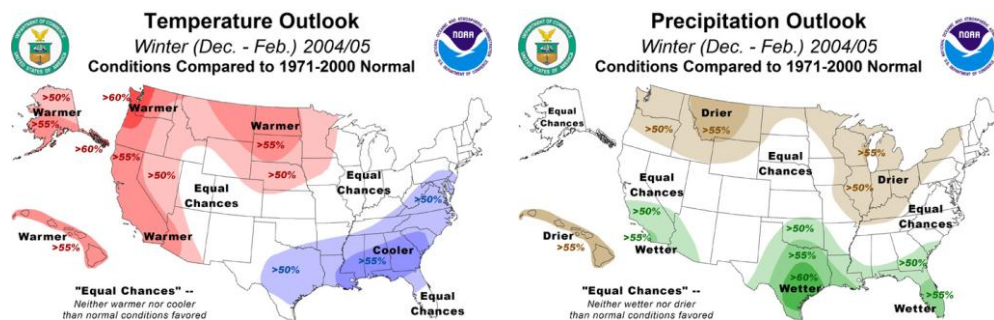 Temperature Outlook
Winter (Dec. - Feb.) 2004/05
Conditions Compared to 1971-2000 Normal
>50%
Warmer
>55%
>60%
>60%
Warmer
>55%
>50%
Warmer
Warmer
>55%
>50%
Equal
Chances
Equal
Chances
>50%
Cooler
>55%
>50%
Equal
Chances
Warmer
>55%
"Equal Chances" --
Neither warmer nor cooler
than normal conditions favored
Precipitation Outlook
Winter (Dec. - Feb.) 2004/05
Conditions Compared to 1971-2000 Normal
NOAA
Equal
Chances
>50%
Drier
>55%
>55%
>50%
Drier
Equal
Chances
Equal
Chances
Equal
Chances
>50%
>55%
Wetter
>50%
>55%
>60%
Wetter
>50%
>55%
Wetter
Drier
>55%
"Equal Chances" --
Neither wetter nor drier
than normal conditions favored